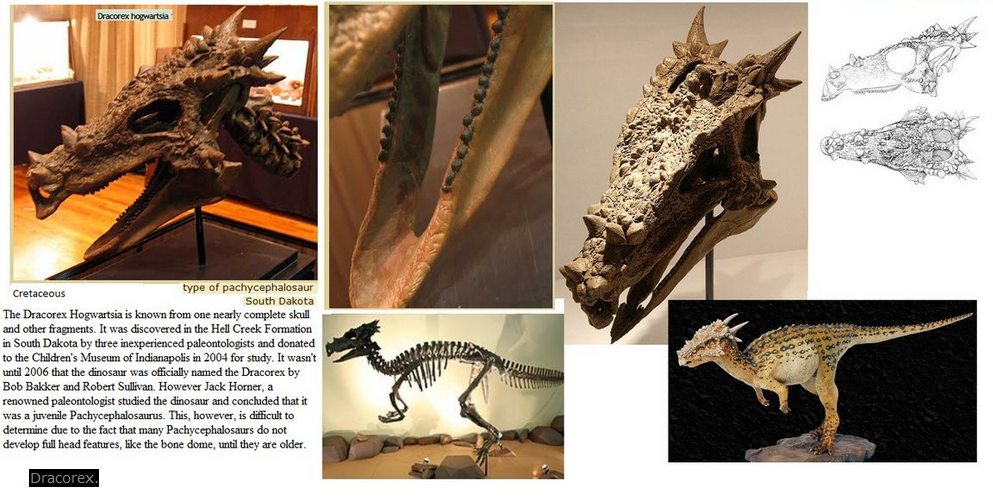 Dracorex hogwartsia
Cretaceous
type of pachycephalosaur
South Dakota
The Dracorex Hogwartsia is known from one nearly complete skull
and other fragments. It was discovered in the Hell Creek Formation
in South Dakota by three inexperienced paleontologists and donated
to the Children's Museum of Indianapolis in 2004 for study. It wasn't
until 2006 that the dinosaur was officially named the Dracorex by
Bob Bakker and Robert Sullivan. However Jack Horner, a
renowned paleontologist studied the dinosaur and concluded that it
was a juvenile Pachycephalosaurus. This, however, is difficult to
determine due to the fact that many Pachycephalosaurs do not
develop full head features, like the bone dome, until they are older.
Dracorex.